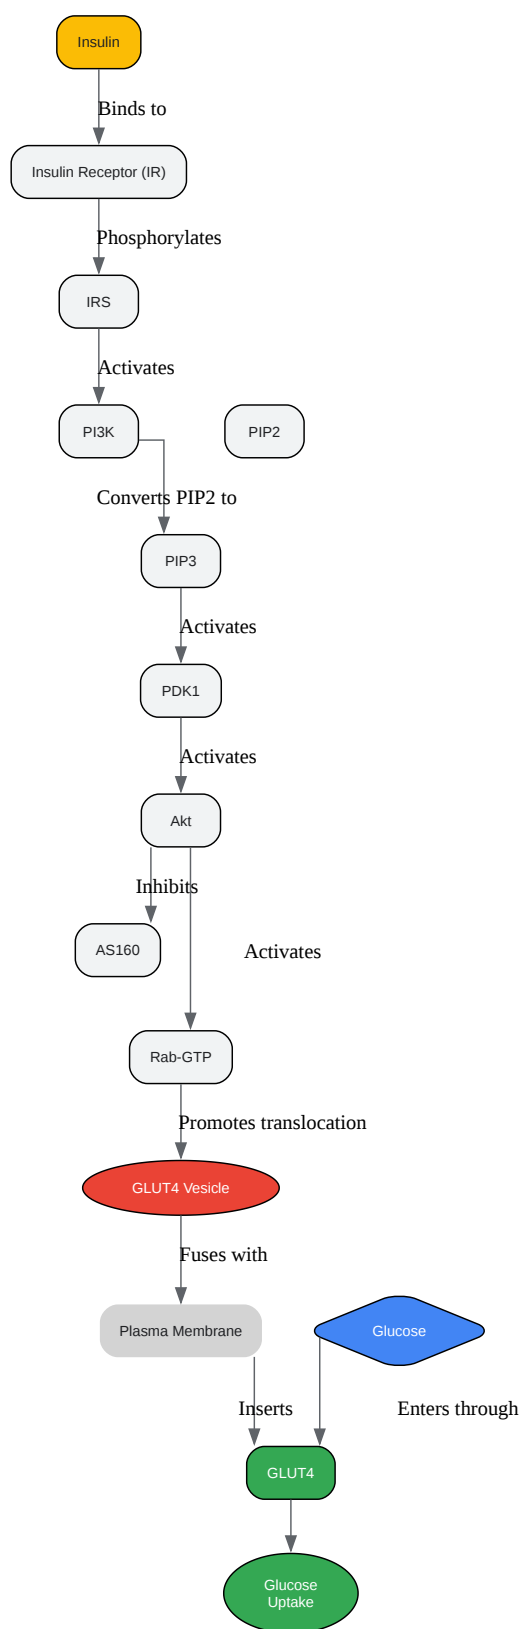 Insulin
Binds to
Insulin Receptor (IR)
Phosphorylates
IRS
Activates
PI3K
PIP2
Converts PIP2 to
PIP3
Activates
PDK1
Activates
Akt
Inhibits
AS160
Activates
Rab-GTP
Promotes translocation
GLUT4 Vesicle
Fuses with
Plasma Membrane
Glucose
Inserts
Enters through
GLUT4
Glucose
Uptake